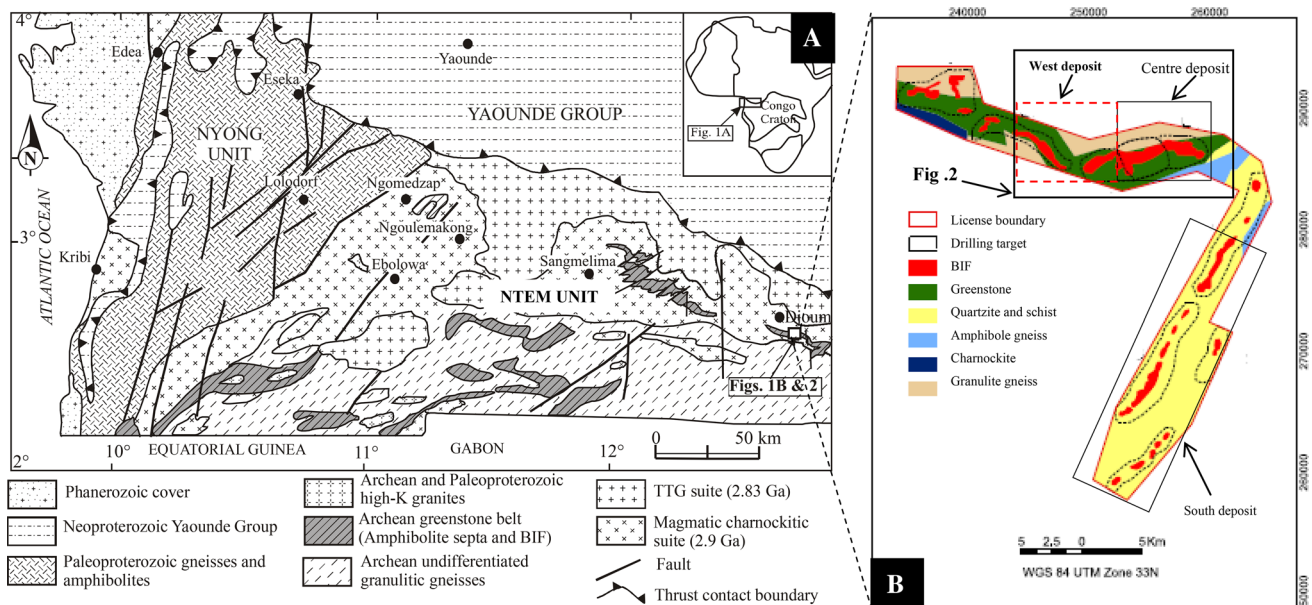 4°
A
Edea
Yaounde
Eseka
YAOUNDE GROUP
Congo
Craton
Fig. 1A
NYONG
UNIT
N
Lolodorf
Ngomedzap
Ngoulemakong
ATLANTIC OCEAN
3°
Kribi
Ebolowa
Sangmelima
NTEM UNIT
Djoum
Figs. 1B & 2
0 50 km
EQUATORIAL GUINEA
GABON
2°
10°
11°
12°
Phanerozoic cover
Neoproterozoic Yaounde Group
Paleoproterozoic gneisses and
amphibolites
Archean and Paleoproterozoic
high-K granites
Archean greenstone belt
(Amphibolite septa and BIF)
Archean undifferentiated
granulitic gneisses
TTG suite (2.83 Ga)
Magmatic charnockitic
suite (2.9 Ga)
Fault
Thrust contact boundary
240000
250000
260000
West deposit
Centre deposit
290000
Fig .2
License boundary
Drilling target
BIF
Greenstone
Quartzite and schist
Amphibole gneiss
Charnockite
Granulite gneiss
280000
270000
260000
South deposit
5 2.5 0 5Km
WGS 84 UTM Zone 33N
B